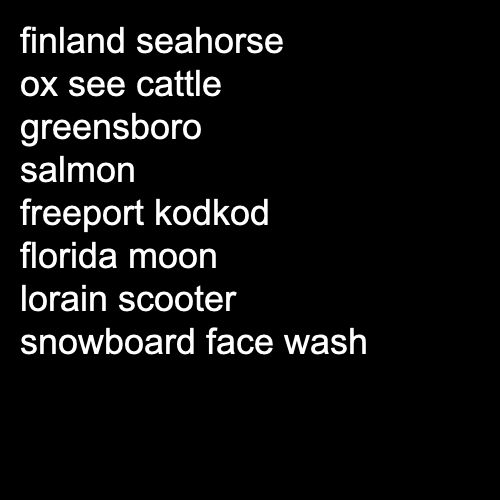 finland seahorse
ox see cattle
greensboro
salmon
freeport kodkod
florida moon
lorain scooter
snowboard face wash